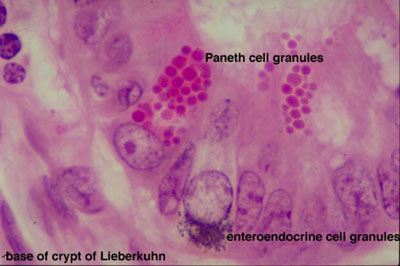 Paneth cell granules
enteroendocrine cell granules
base of crypt of Lieberkuhn